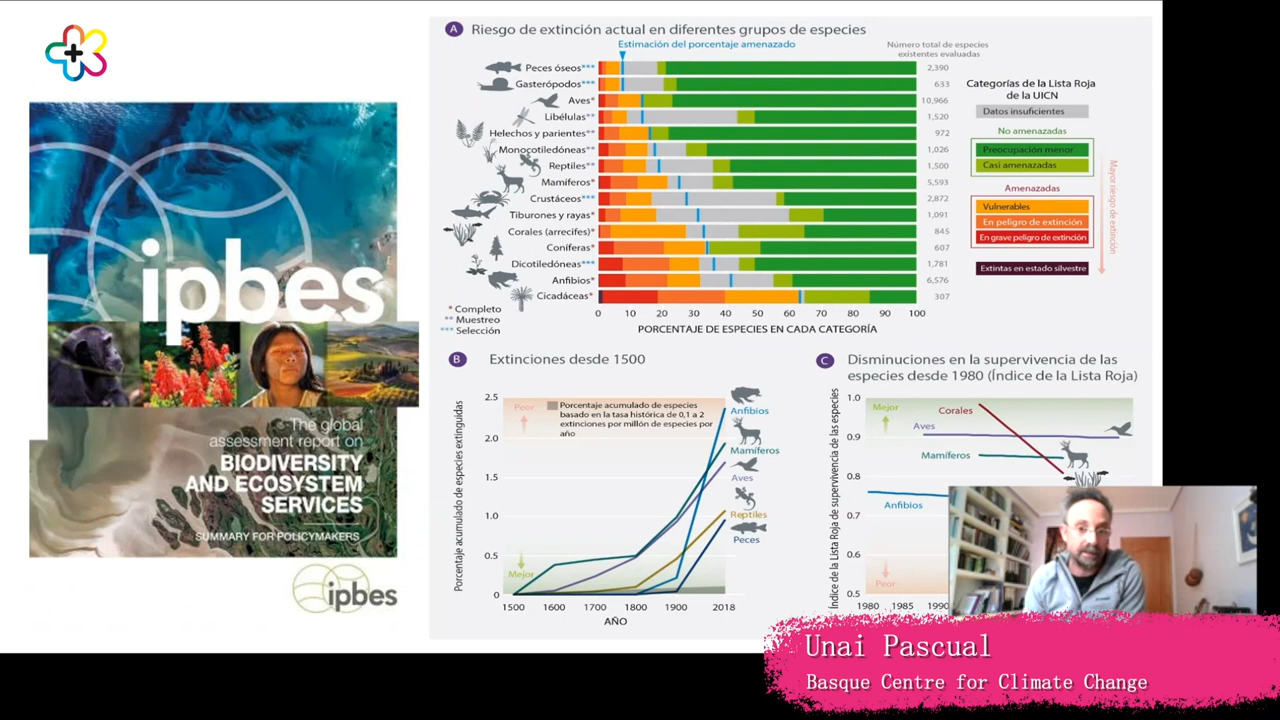 ipbes
The global
assessment report on
BIODIVERSITY
AND ECOSYSTEM
SERVICES
SUMMARY FOR POLICYMAKERS
ipbes
A Riesgo de extinción actual en diferentes grupos de especies
Estimación del porcentaje amenazado
Número total de especies
existentes evaluadas
Peces óseos*** 2,390
Gasterópodos*** 633
Aves* 10,966
Libélulas** 1,520
Helechos y parientes** 972
Monocotiledóneas** 1,026
Reptiles** 1,500
Mamíferos* 5,593
Crustáceos*** 2,872
Tiburones y rayas* 1,091
Corales (arrecifes)* 845
Coníferas* 607
Dicotiledóneas*** 1,781
Anfibios* 6,576
Cicadáceas* 307
* Completo
** Muestreo
*** Selección
0 10 20 30 40 50 60 70 80 90 100
PORCENTAJE DE ESPECIES EN CADA CATEGORÍA
Categorías de la Lista Roja
de la UICN
Datos insuficientes
No amenazadas
Preocupación menor
Casi amenazadas
Amenazadas
Vulnerables
En peligro de extinción
En grave peligro de extinción
Extintas en estado silvestre
Mayor riesgo de extinción
B Extinciones desde 1500
Porcentaje acumulado de especies extinguidas
2.5
2.0
1.5
1.0
0.5
0
Peor
Porcentaje acumulado de especies
basado en la tasa histórica de 0,1 a 2
extinciones por millón de especies por
año
Mejor
Anfibios
Mamíferos
Aves
Reptiles
Peces
1500 1600 1700 1800 1900 2018
AÑO
C Disminuciones en la supervivencia de las
especies desde 1980 (Índice de la Lista Roja)
Índice de la Lista Roja de supervivencia de las especies
1.0
0.9
0.8
0.7
0.6
0.5
Mejor
Corales
Aves
Mamíferos
Anfibios
Peor
1980 1985 1990
Unai Pascual
Basque Centre for Climate Change